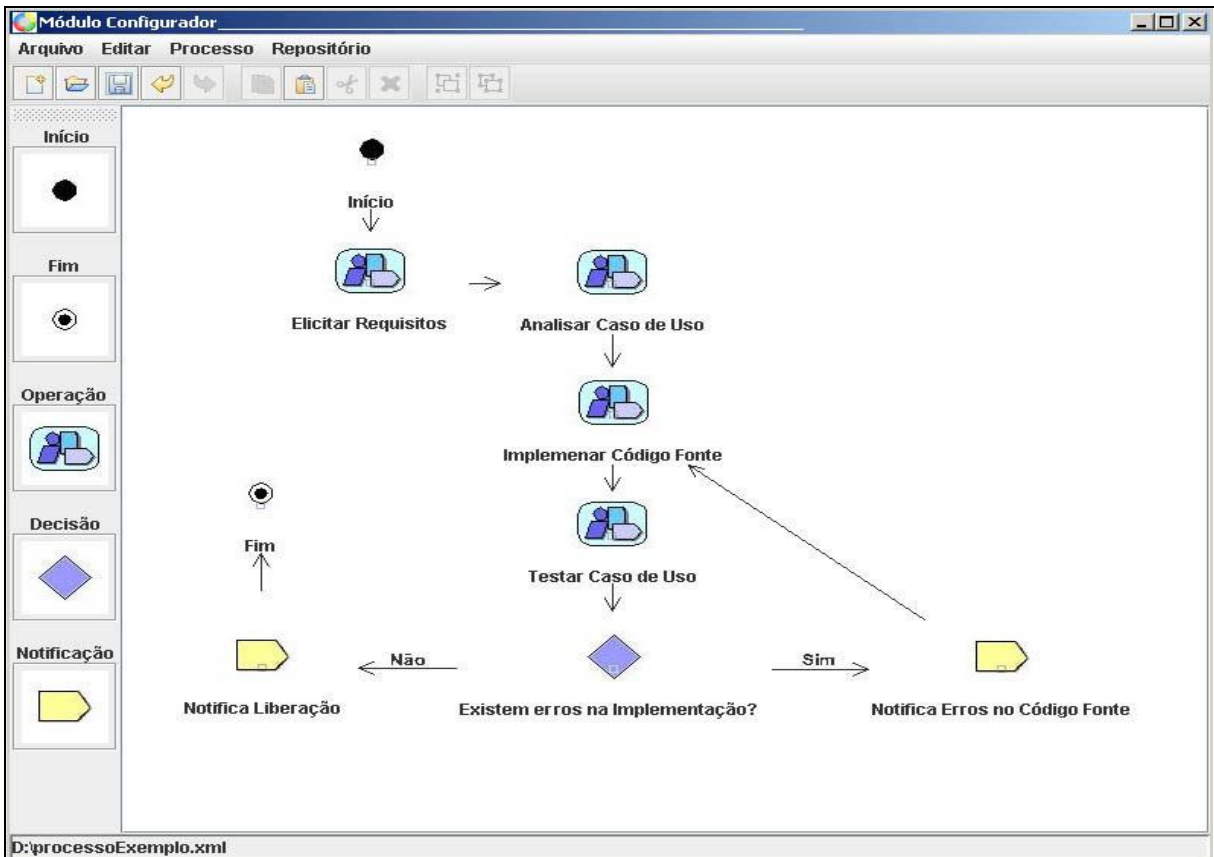 Módulo Configurador
Arquivo Editar Processo Repositório
Início
Fim
Operação
Decisão
Notificação
Início
Elicitar Requisitos
Analisar Caso de Uso
Implemenar Código Fonte
Fim
Testar Caso de Uso
Não
Sim
Notifica Liberação
Existem erros na Implementação?
Notifica Erros no Código Fonte
D:\processoExemplo.xml